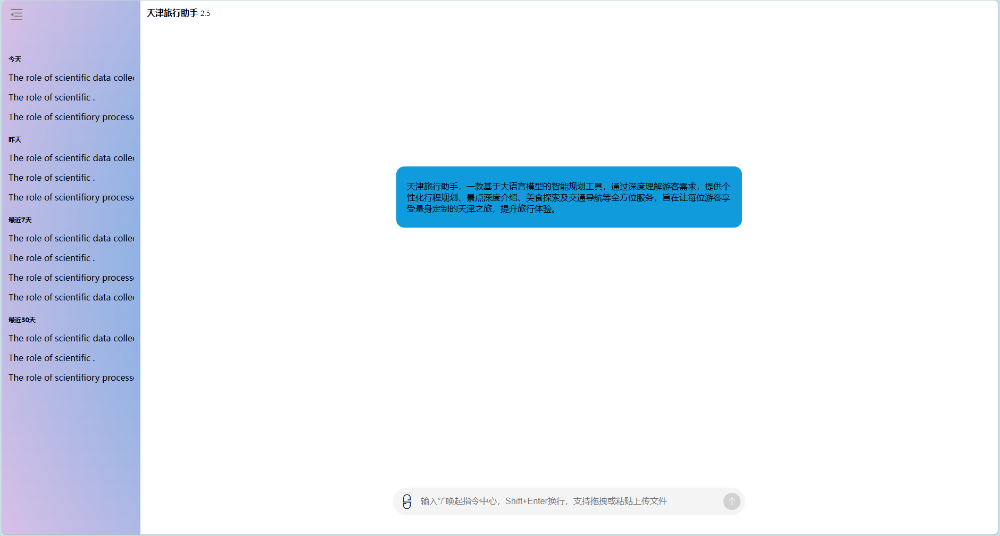 天津旅行助手 2.5
今天
The role of scientific data collec
The role of scientific .
The role of scientifiory processe
昨天
The role of scientific data collec
The role of scientific .
The role of scientifiory processe
最近7天
The role of scientific data collec
The role of scientific .
The role of scientifiory processe
The role of scientific data collec
最近30天
The role of scientific data collec
The role of scientific .
The role of scientifiory processe
天津旅行助手，一款基于大语言模型的智能规划工具，通过深度理解游客需求，提供个
性化行程规划、景点深度介绍、美食探索及交通导航等全方位服务，旨在让每位游客享
受量身定制的天津之旅，提升旅行体验。
输入”/“唤起指令中心，Shift+Enter换行，支持拖拽或粘贴上传文件